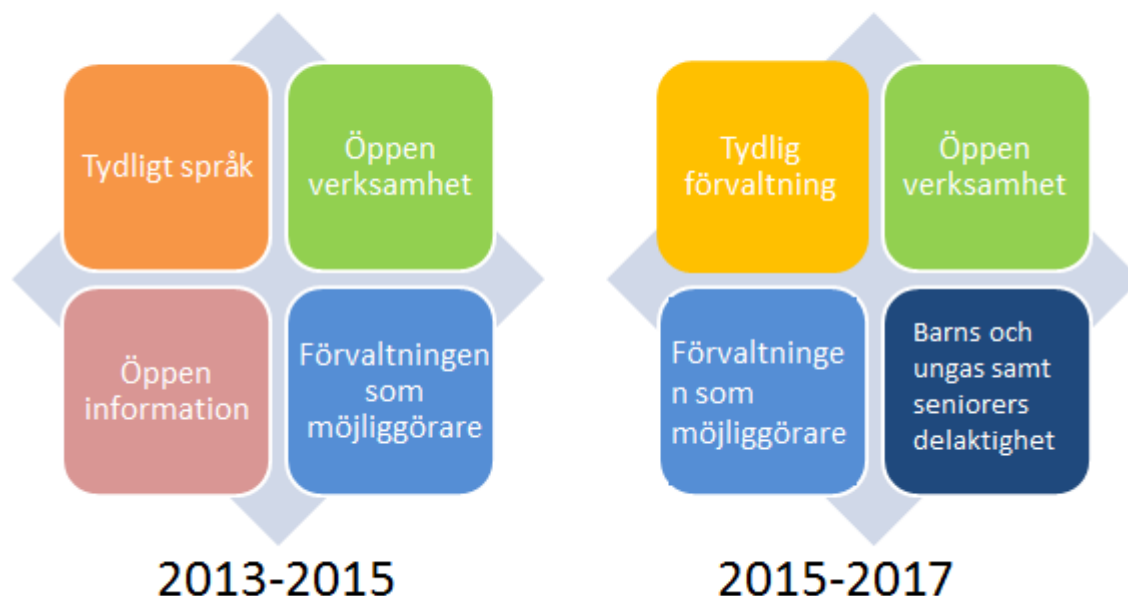 Tydligt språk
Öppen
verksamhet
Öppen
information
Förvaltningen
som
möjliggörare
2013-2015
Tydlig
förvaltning
Öppen
verksamhet
Förvaltninge
n som
möjliggörare
Barns och
ungas samt
seniorers
delaktighet
2015-2017